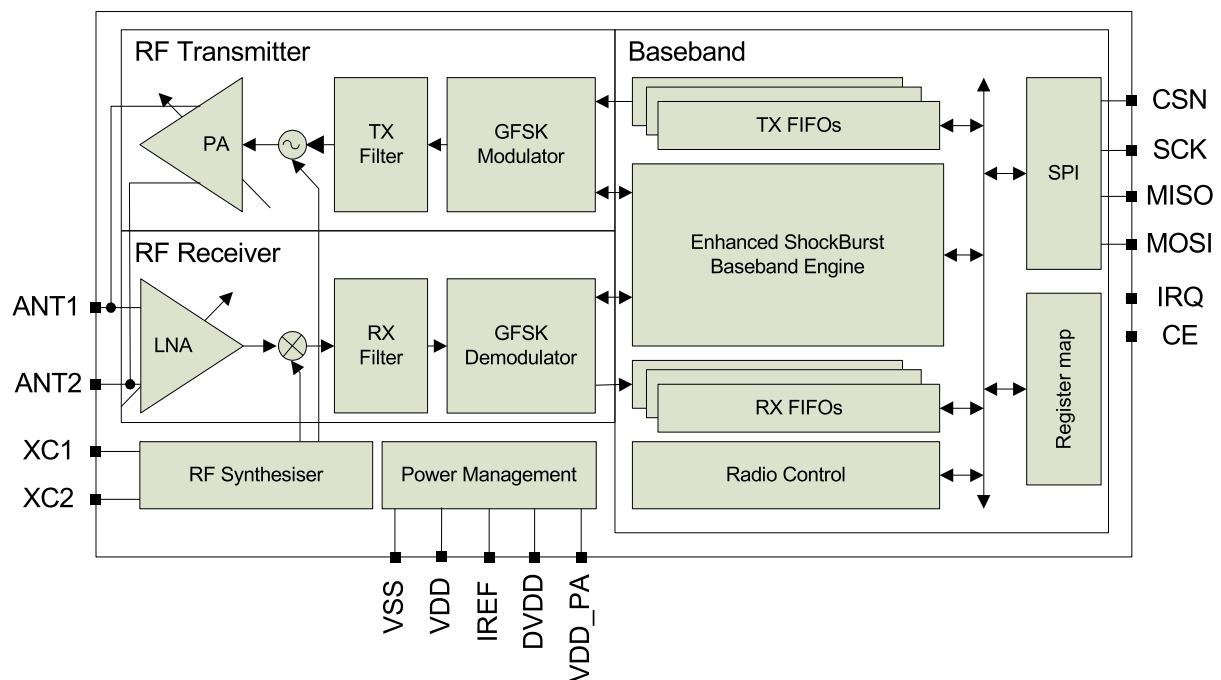 RF Transmitter
Baseband
PA
TX
Filter
GFSK
Modulator
TX FIFOs
SPI
CSN
SCK
MISO
MOSI
Enhanced ShockBurst
Baseband Engine
RF Receiver
ANT1
ANT2
LNA
RX
Filter
GFSK
Demodulator
RX FIFOs
Register map
IRQ
CE
XC1
XC2
RF Synthesiser
Power Management
Radio Control
VSS
VDD
IREF
DVDD
VDD_PA